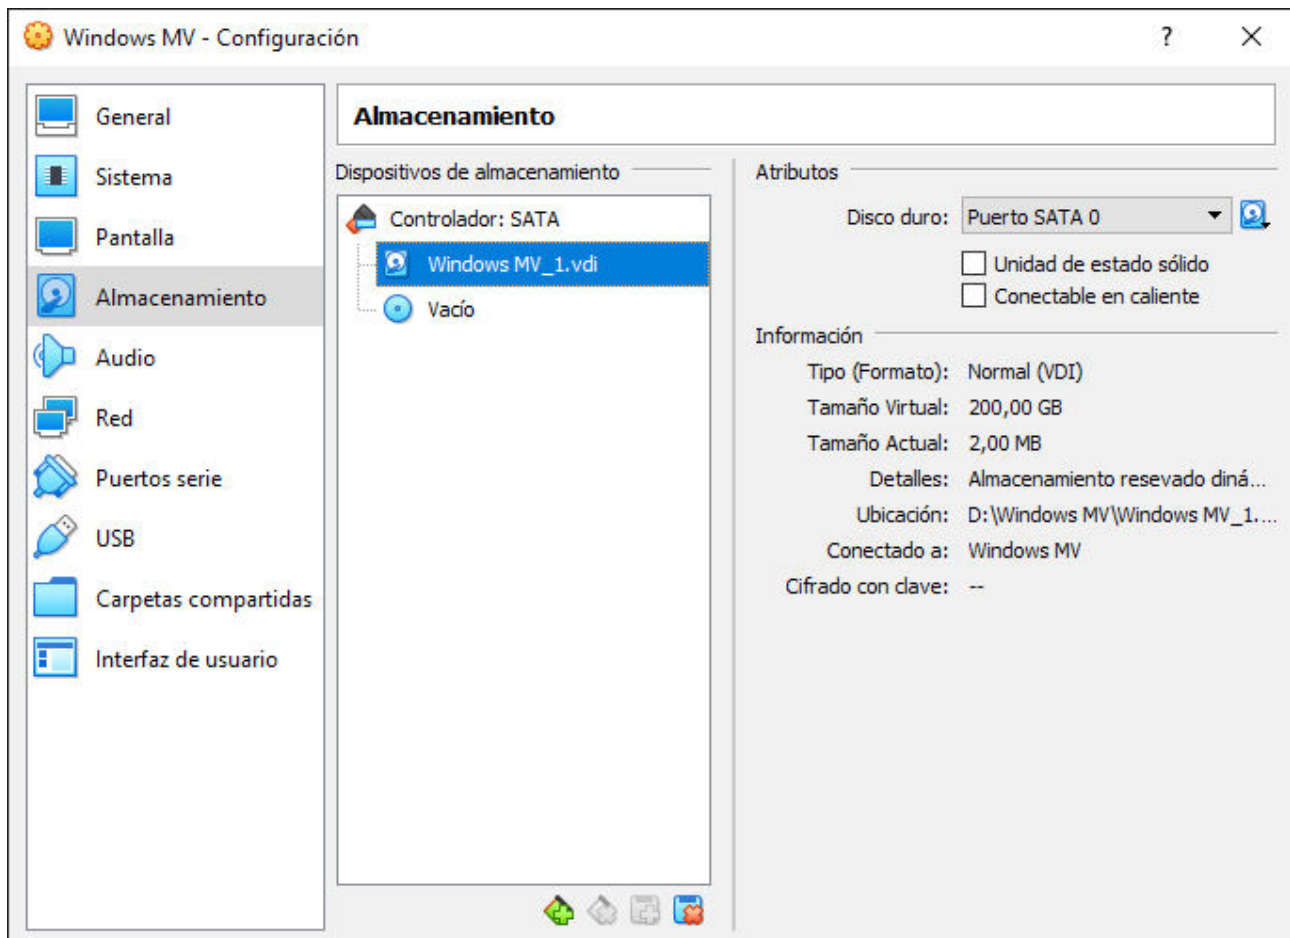 Windows MV - Configuración
?
General
Sistema
Pantalla
Almacenamiento
Audio
Red
Puertos serie
USB
Carpetas compartidas
Interfaz de usuario
Almacenamiento
Dispositivos de almacenamiento
Controlador: SATA
Windows MV_1.vdi
Vacío
Atributos
Disco duro: Puerto SATA 0
Unidad de estado sólido
Conectable en caliente
Información
Tipo (Formato): Normal (VDI)
Tamaño Virtual: 200,00 GB
Tamaño Actual: 2,00 MB
Detalles: Almacenamiento resevado diná...
Ubicación: D:\Windows MV\Windows MV_1....
Conectado a: Windows MV
Cifrado con clave: --